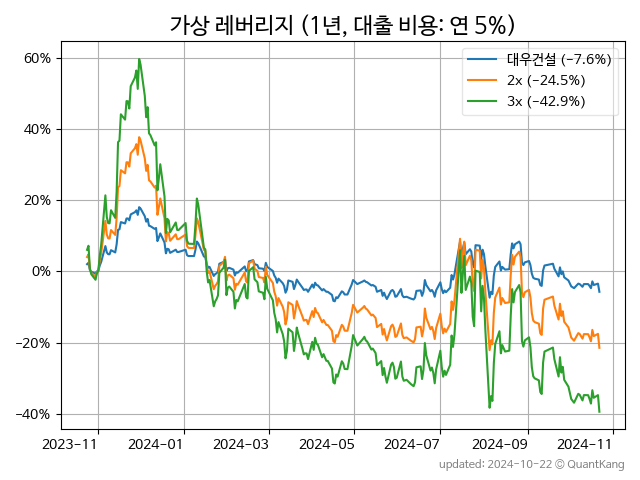 가상 레버리지 (1년, 대출 비용: 연 5%)
대우건설 (−7.6%)
2x (−24.5%)
3x (−42.9%)
60%
40%
20%
0%
−20%
−40%
2023−11 2024−01 2024−03 2024−05 2024−07 2024−09 2024−11
updated: 2024-10-22 © QuantKang